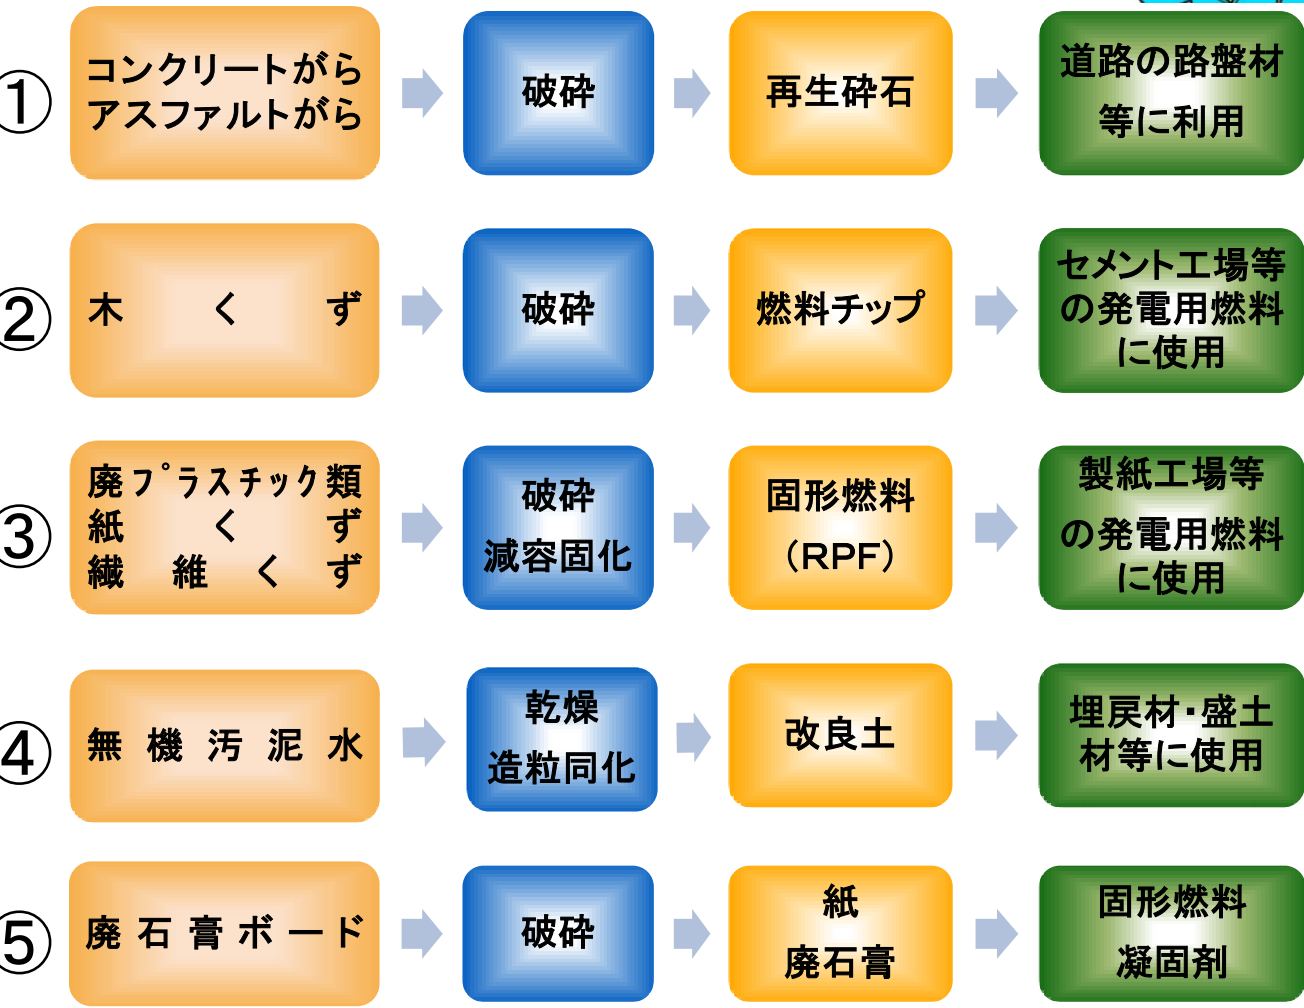 ①
コンクリートがら
アスファルトがら
破砕
再生砕石
道路の路盤材
等に利用
②
木くず
破砕
燃料チップ
セメント工場等
の発電用燃料
に使用
③
廃プラスチック類
紙くず
繊維くず
破砕
減容固化
固形燃料
(RPF)
製紙工場等
の発電用燃料
に使用
④
無機汚泥水
乾燥
造粒同化
改良土
埋戻材・盛土
材等に使用
⑤
廃石膏ボード
破砕
紙
廃石膏
固形燃料
凝固剤